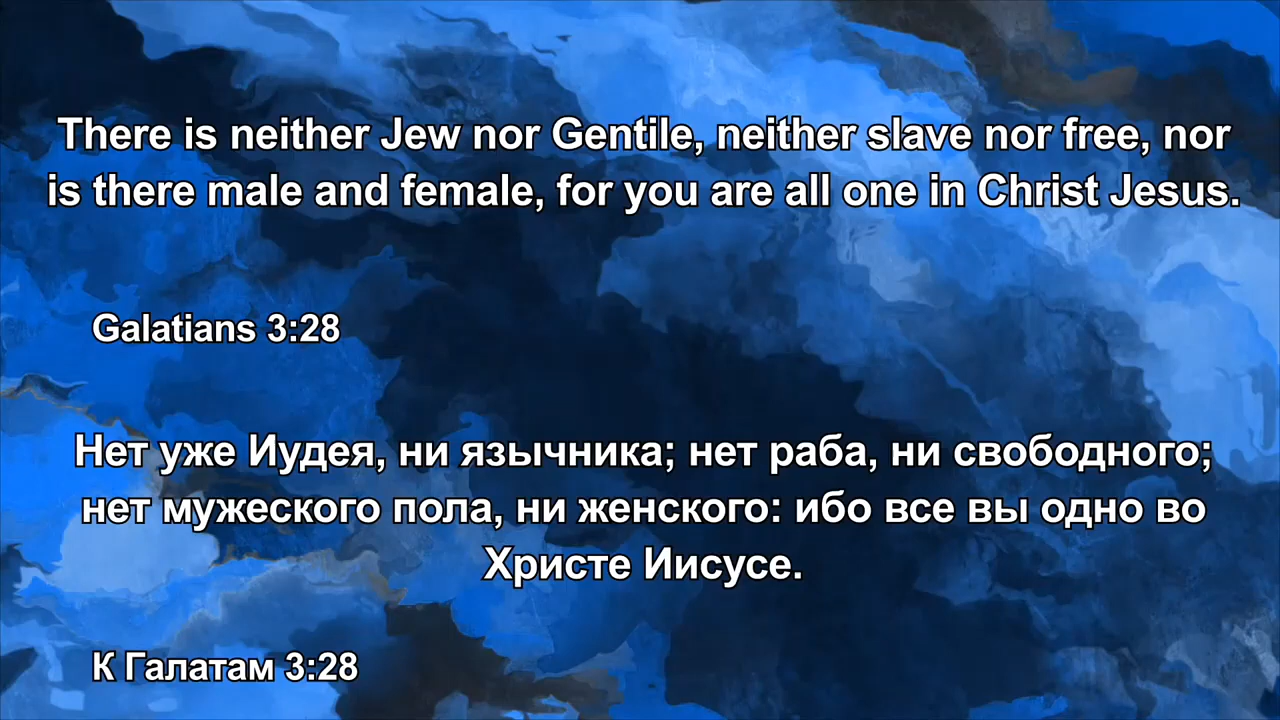 There is neither Jew nor Gentile, neither slave nor free, nor
is there male and female, for you are all one in Christ Jesus.
Galatians 3:28
Нет уже Иудея, ни язычника; нет раба, ни свободного;
нет мужеского пола, ни женского: ибо все вы одно во
Христе Иисусе.
К Галатам 3:28